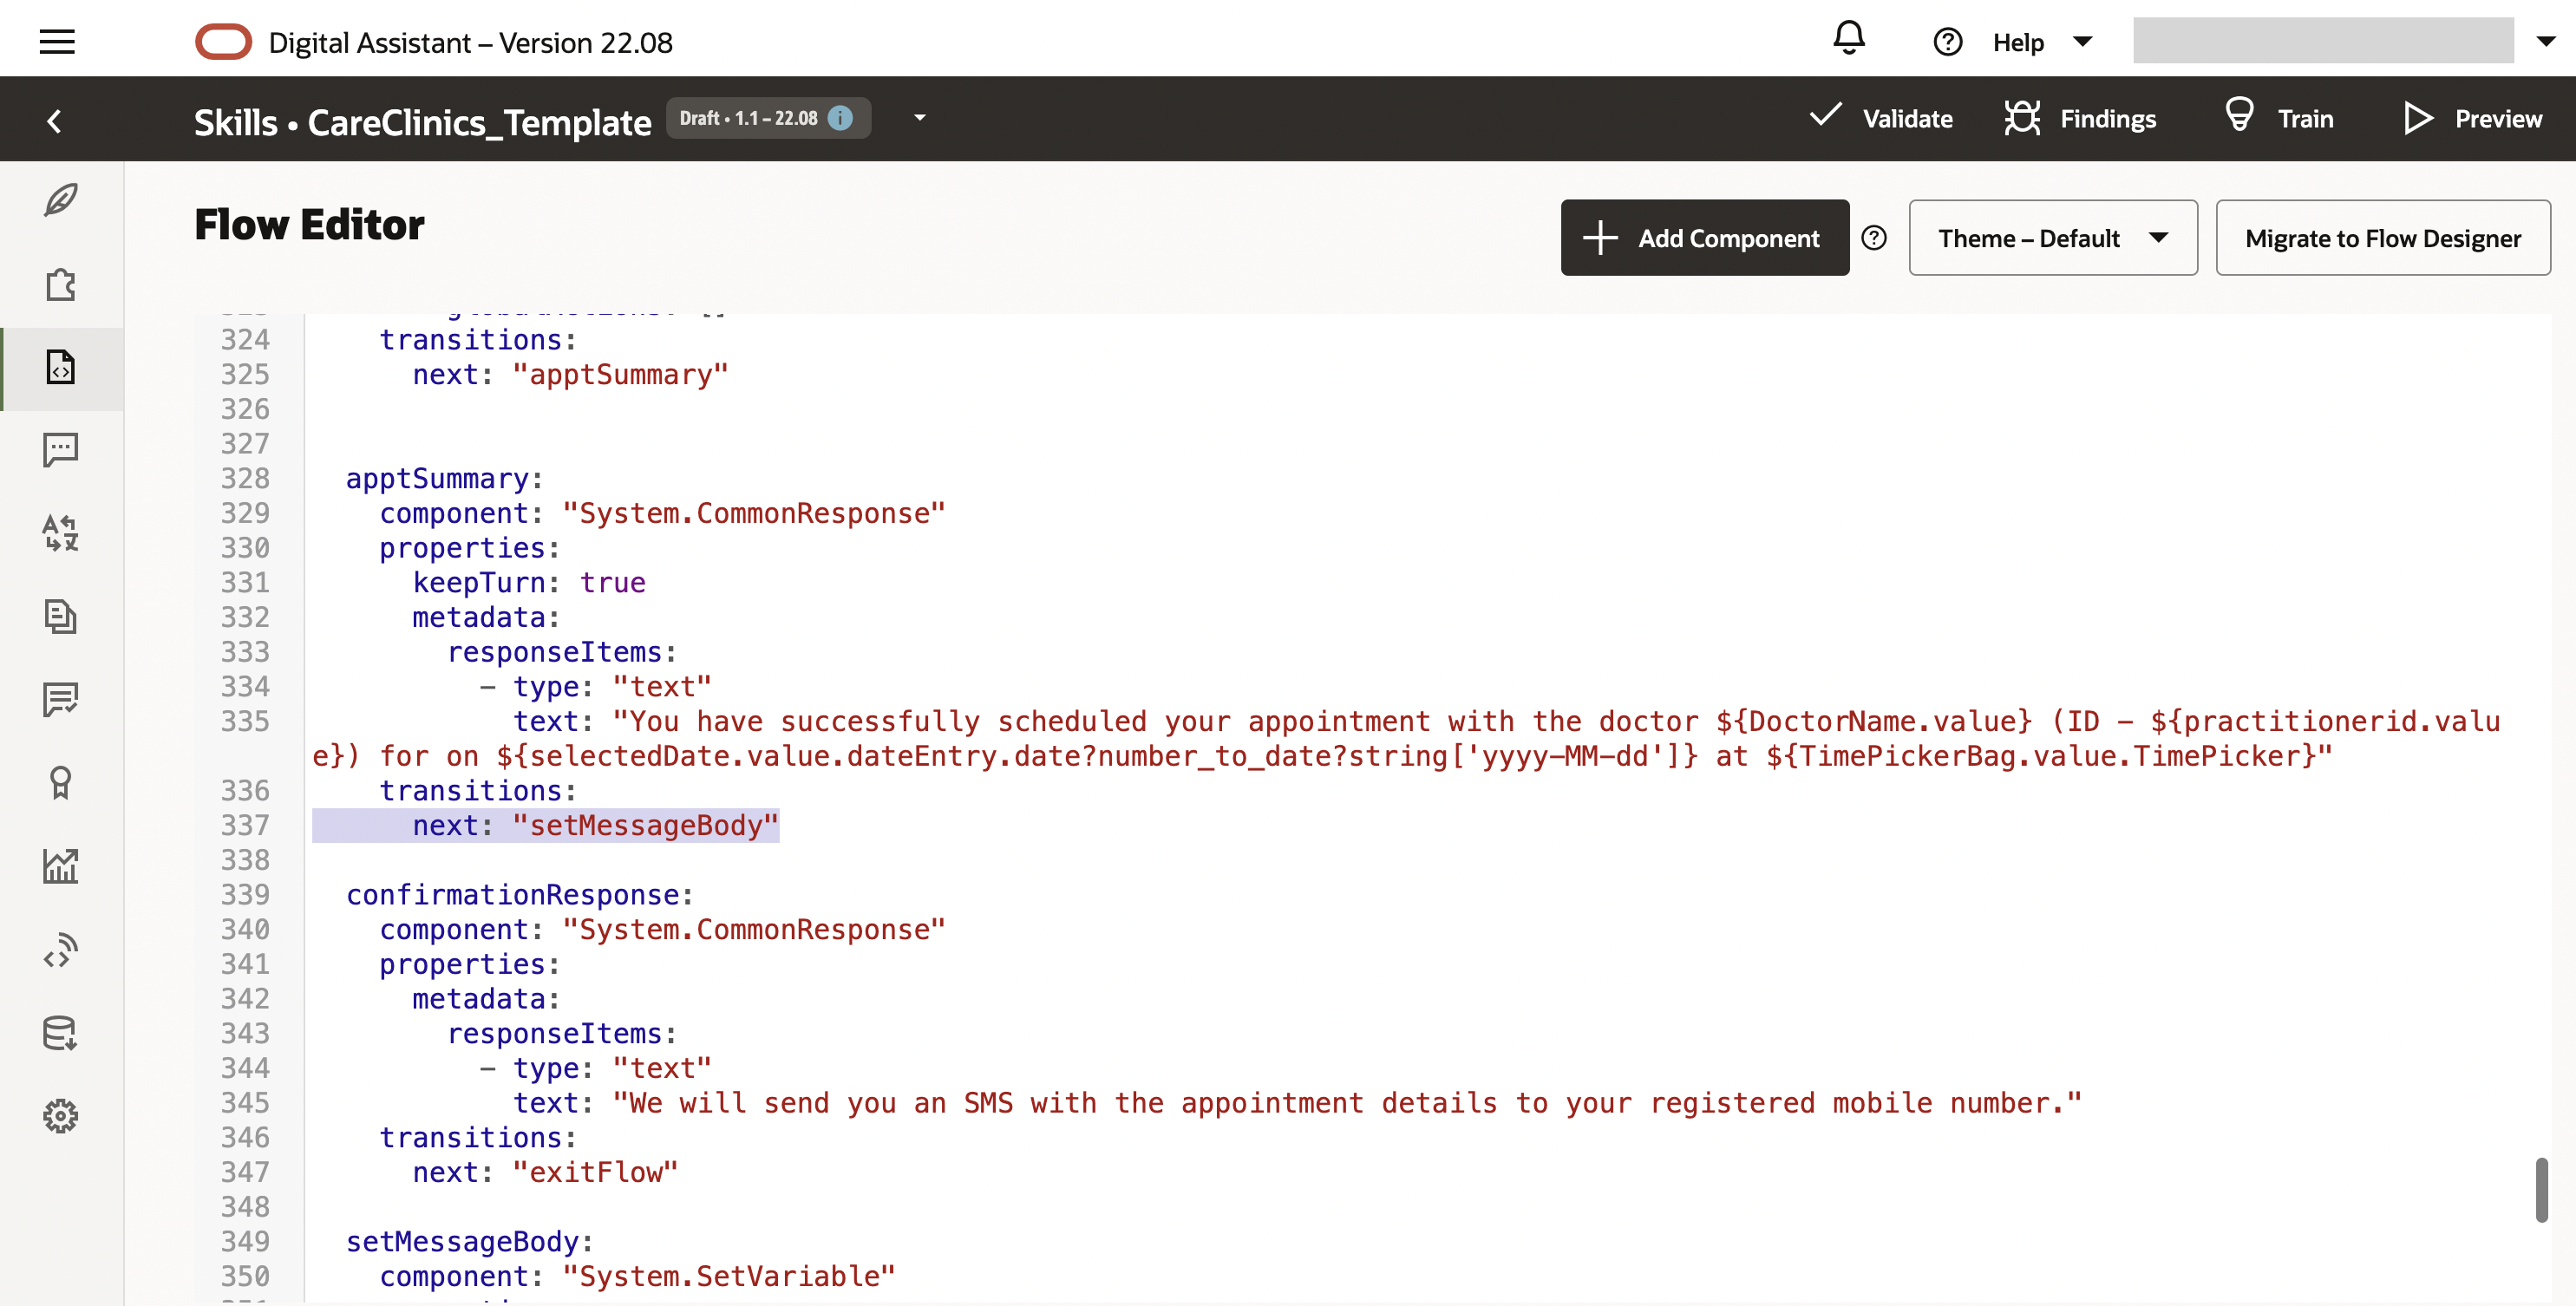 Digital Assistant – Version 22.08
Help
Skills • CareClinics_Template
Draft • 1.1 – 22.08
Validate
Findings
Train
Preview
Flow Editor
Add Component
Theme – Default
Migrate to Flow Designer
324 transitions:
325 next: "apptSummary"
326
327
328 apptSummary:
329 component: "System.CommonResponse"
330 properties:
331 keepTurn: true
332 metadata:
333 responseItems:
334 - type: "text"
335 text: "You have successfully scheduled your appointment with the doctor ${DoctorName.value} (ID - ${practitionerid.valu
e}) for on ${selectedDate.value.dateEntry.date?number_to_date?string['yyyy-MM-dd']} at ${TimePickerBag.value.TimePicker}"
336 transitions:
337 next: "setMessageBody"
338
339 confirmationResponse:
340 component: "System.CommonResponse"
341 properties:
342 metadata:
343 responseItems:
344 - type: "text"
345 text: "We will send you an SMS with the appointment details to your registered mobile number."
346 transitions:
347 next: "exitFlow"
348
349 setMessageBody:
350 component: "System.SetVariable"